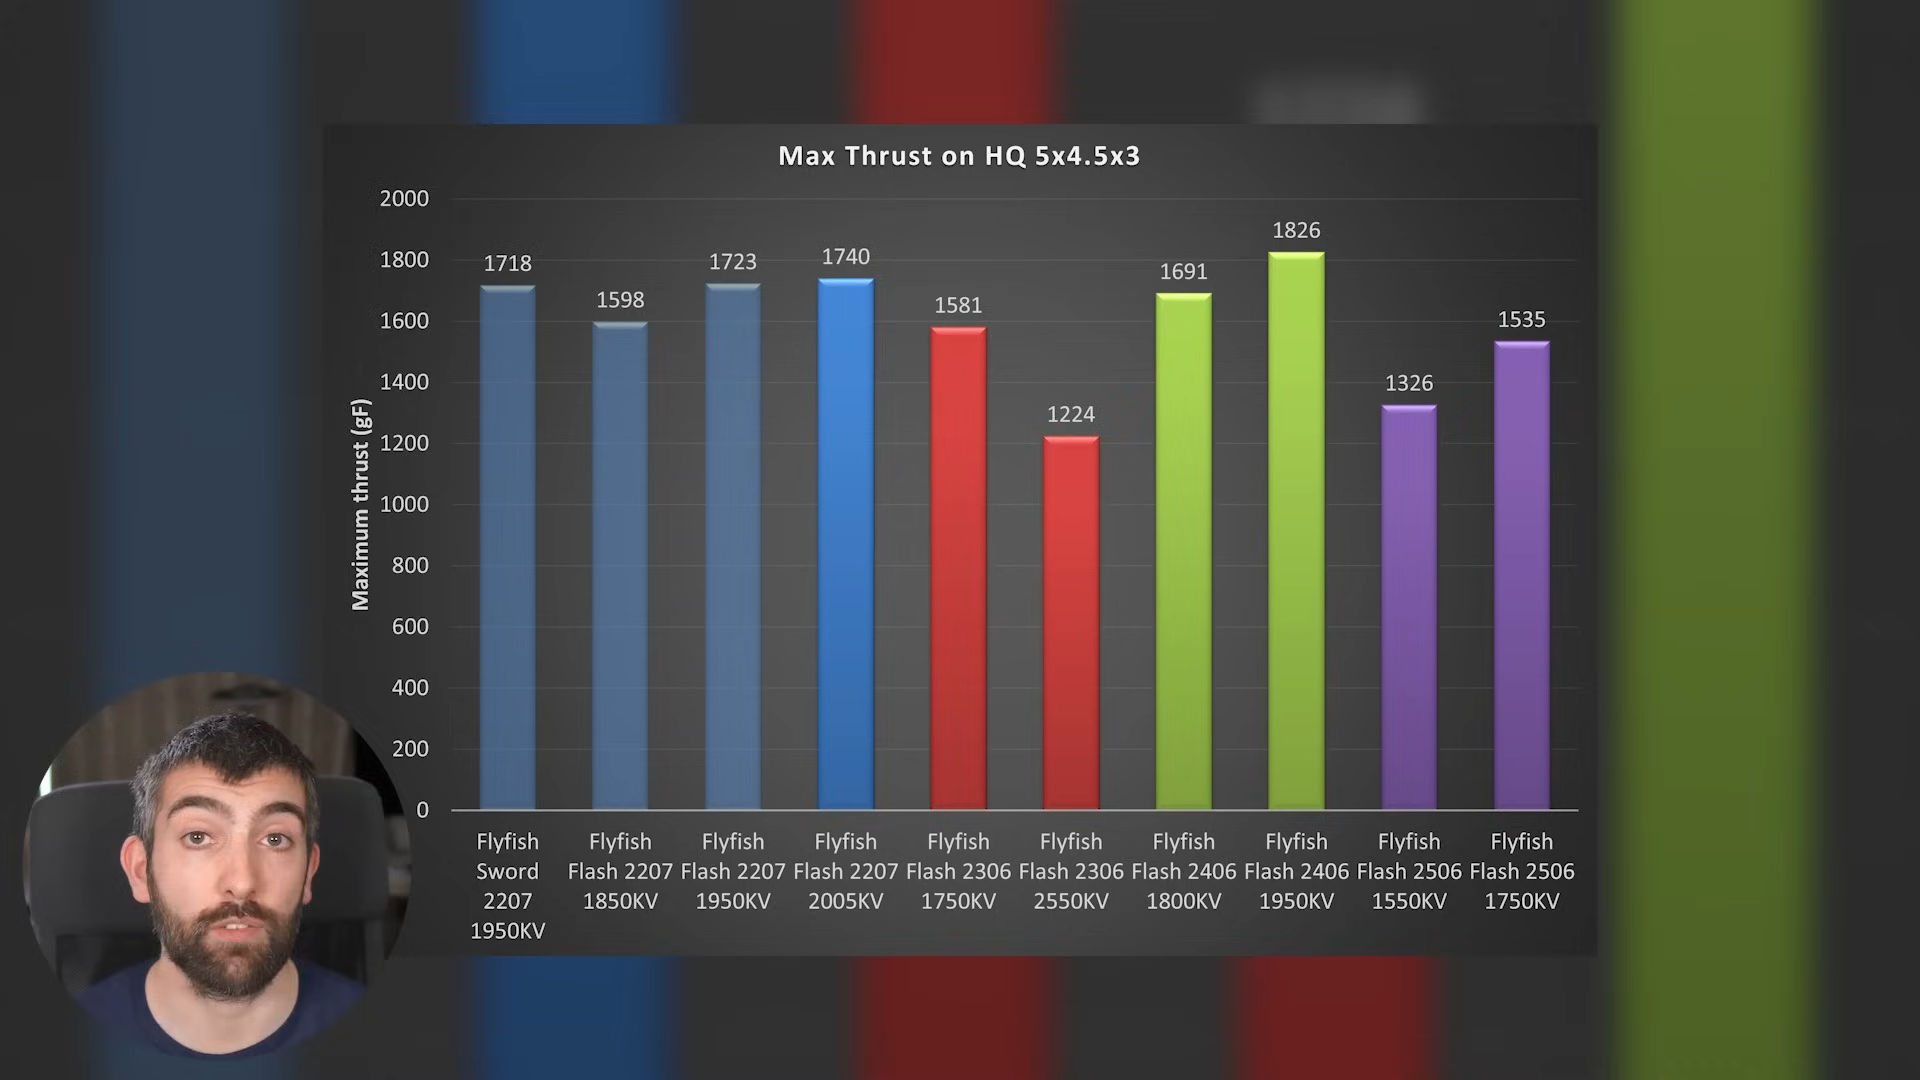 Max Thrust on HQ 5x4.5x3
Maximum thrust (gF)
2000
1800
1600
1400
1200
1000
800
600
400
200
0
1718
1598
1723
1740
1581
1224
1691
1826
1326
1535
Flyfish
Sword
2207
1950KV
Flyfish
Flash 2207
1850KV
Flyfish
Flash 2207
1950KV
Flyfish
Flash 2207
2005KV
Flyfish
Flash 2306
1750KV
Flyfish
Flash 2306
2550KV
Flyfish
Flash 2406
1800KV
Flyfish
Flash 2406
1950KV
Flyfish
Flash 2506
1550KV
Flyfish
Flash 2506
1750KV